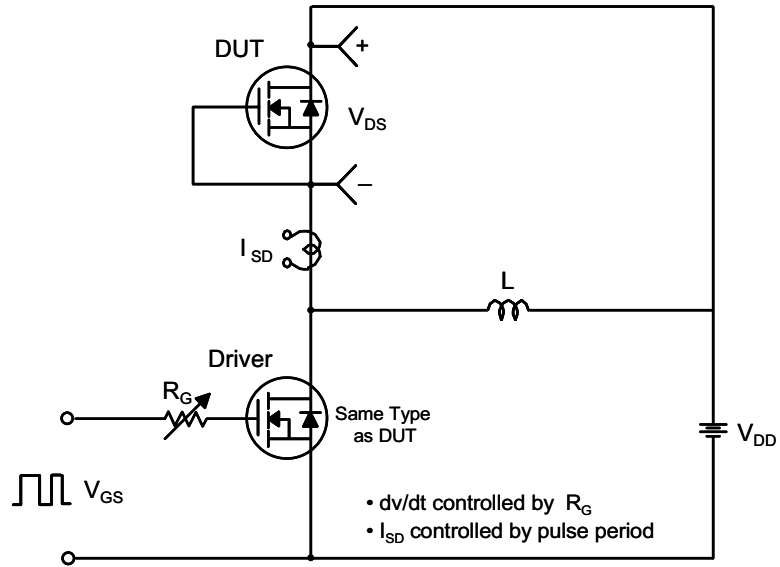 DUT
+
V_DS
_
I_SD
L
Driver
R_G
Same Type
as DUT
V_DD
V_GS
• dv/dt controlled by R_G
• I_SD controlled by pulse period